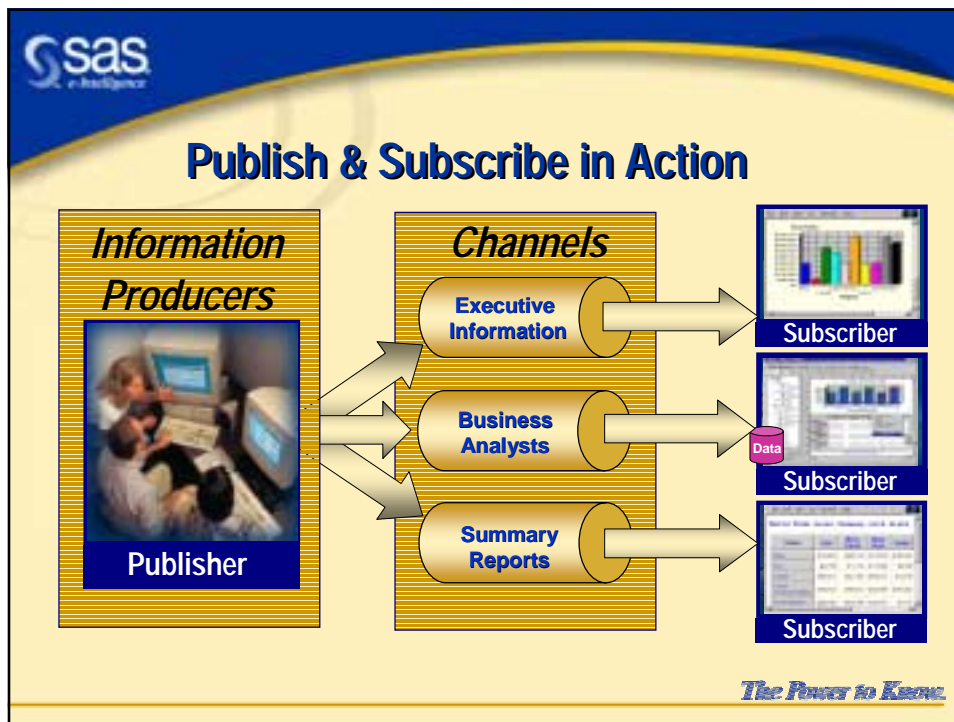 sas
e-Intelligence
Publish & Subscribe in Action
Information
Producers
Publisher
Channels
Executive
Information
Business
Analysts
Summary
Reports
Subscriber
Data
Subscriber
Subscriber
The Power to Know.